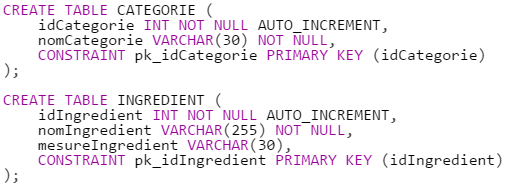 CREATE TABLE CATEGORIE (
    idCategorie INT NOT NULL AUTO_INCREMENT,
    nomCategorie VARCHAR(30) NOT NULL,
    CONSTRAINT pk_idCategorie PRIMARY KEY (idCategorie)
);

CREATE TABLE INGREDIENT (
    idIngredient INT NOT NULL AUTO_INCREMENT,
    nomIngredient VARCHAR(255) NOT NULL,
    mesureIngredient VARCHAR(30),
    CONSTRAINT pk_idIngredient PRIMARY KEY (idIngredient)
);